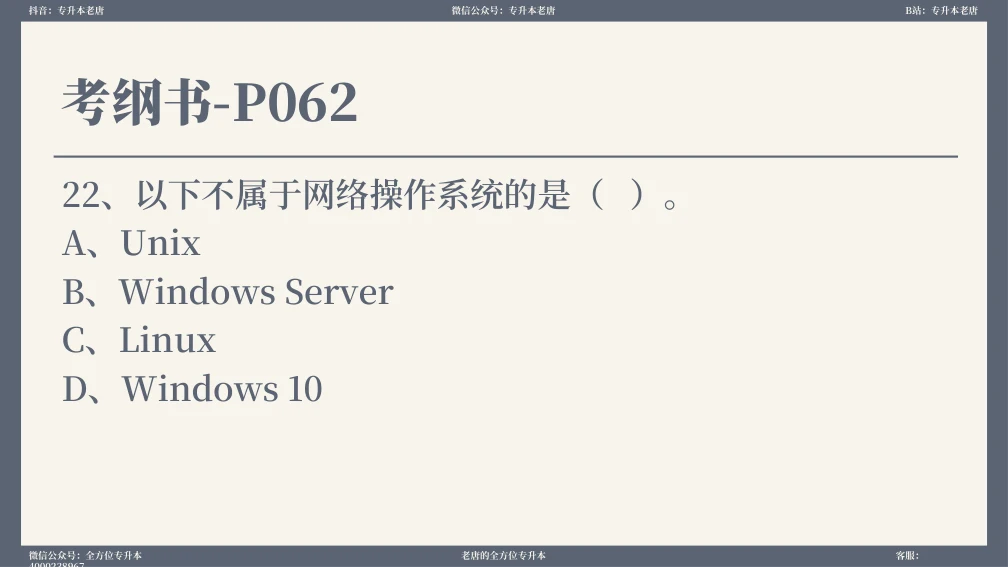 抖音：专升本老唐
微信公众号：专升本老唐
B站：专升本老唐
考纲书-P062
22、以下不属于网络操作系统的是（ ）。
A、Unix
B、Windows Server
C、Linux
D、Windows 10
微信公众号：全方位专升本
老唐的全方位专升本
客服：
4000238967